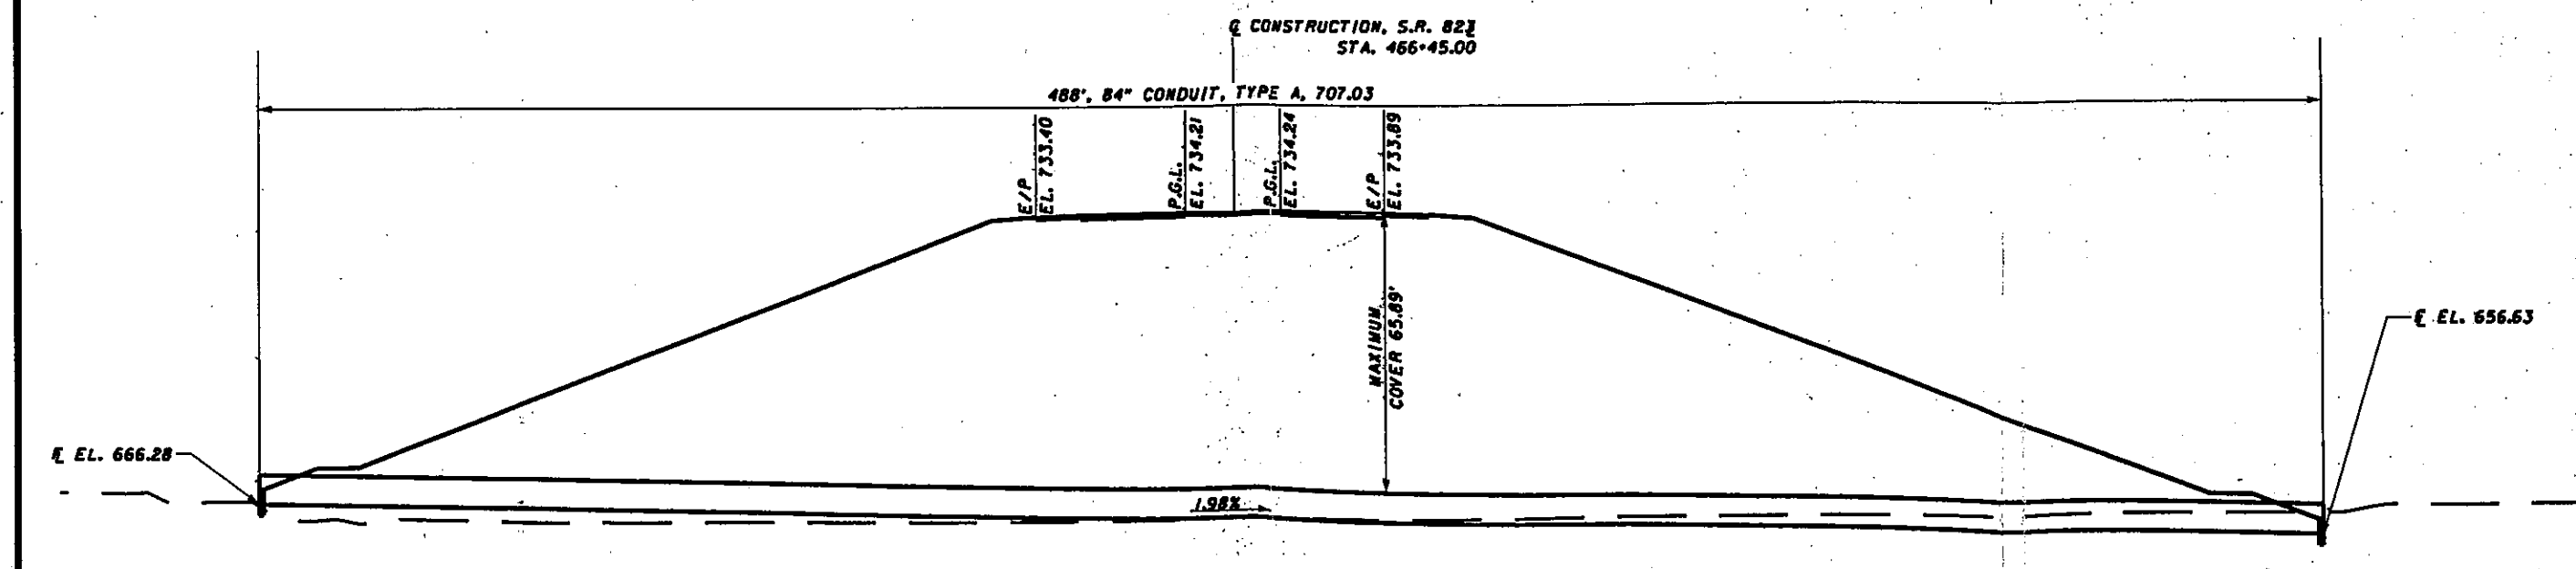 ℄ CONSTRUCTION, S.R. 823
STA. 466+45.00
488', 84" CONDUIT, TYPE A, 707.03
E/P
EL. 733.40
P.G.L.
EL. 734.21
P.G.L.
EL. 734.24
E/P
EL. 733.89
MAXIMUM
COVER 65.89'
EL. 656.63
EL. 666.28
1.98%